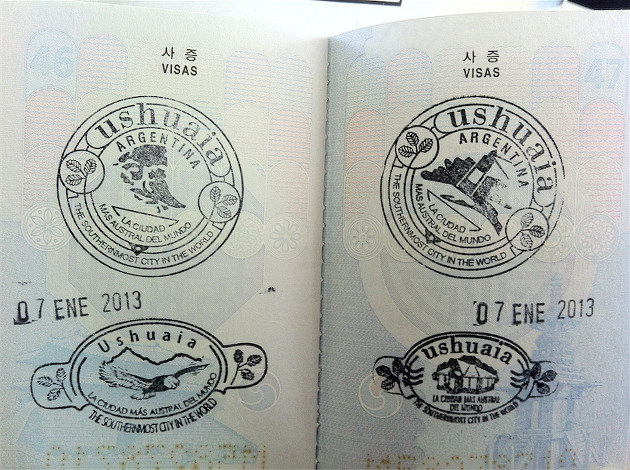 46
사 증
VISAS
ushuaia
ARGENTINA
LA CIUDAD
MAS AUSTRAL DEL MUNDO
THE SOUTHERNMOST CITY IN THE WORLD
07 ENE 2013
Ushuaia
LA CIUDAD MÁS AUSTRAL DEL MUNDO
THE SOUTHERNMOST CITY IN THE WORLD
47
사 증
VISAS
ushuaia
ARGENTINA
LA CIUDAD
MAS AUSTRAL DEL MUNDO
THE SOUTHERNMOST CITY IN THE WORLD
07 ENE 2013
ushuaia
LA CIUDAD MAS AUSTRAL
DEL MUNDO
THE SOUTHERNMOST CITY IN THE WORLD